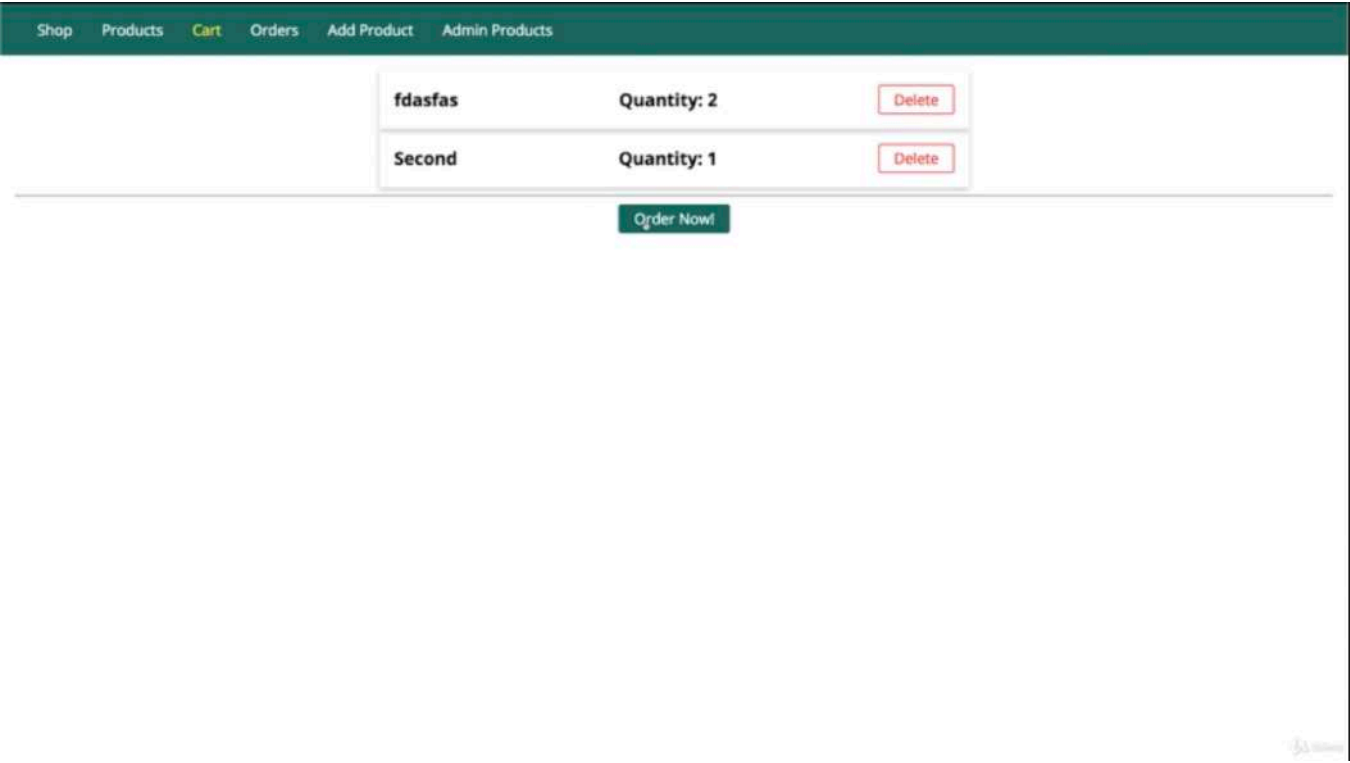 Shop Products Cart Orders Add Product Admin Products
fdasfas Quantity: 2 Delete
Second Quantity: 1 Delete
Order Now!